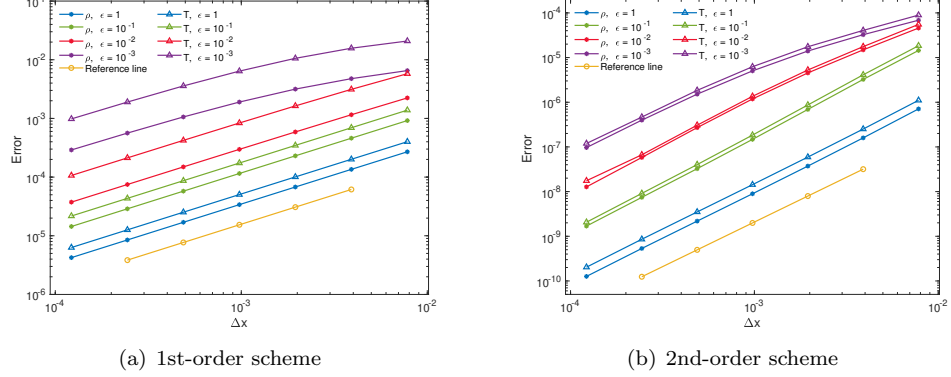 ρ, ϵ = 1
ρ, ϵ = 10⁻¹
ρ, ϵ = 10⁻²
ρ, ϵ = 10⁻³
Reference line
T, ϵ = 1
T, ϵ = 10⁻¹
T, ϵ = 10⁻²
T, ϵ = 10⁻³
10⁻¹
10⁻²
10⁻³
10⁻⁴
10⁻⁵
10⁻⁶
Error
10⁻⁴
10⁻³
10⁻²
Δx
(a) 1st-order scheme
ρ, ϵ = 1
ρ, ϵ = 10⁻¹
ρ, ϵ = 10⁻²
ρ, ϵ = 10⁻³
Reference line
T, ϵ = 1
T, ϵ = 10⁻¹
T, ϵ = 10⁻²
T, ϵ = 10⁻³
10⁻⁴
10⁻⁵
10⁻⁶
10⁻⁷
10⁻⁸
10⁻⁹
10⁻¹⁰
Error
10⁻⁴
10⁻³
10⁻²
Δx
(b) 2nd-order scheme